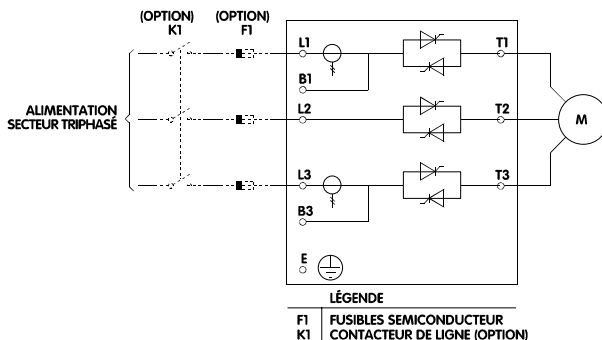 (OPTION) (OPTION)
K1 F1
L1 T1
B1
ALIMENTATION
SECTEUR TRIPHASÉ
L2 T2
M
L3 T3
B3
E
LÉGENDE
F1 FUSIBLES SEMICONDUCTEUR
K1 CONTACTEUR DE LIGNE (OPTION)